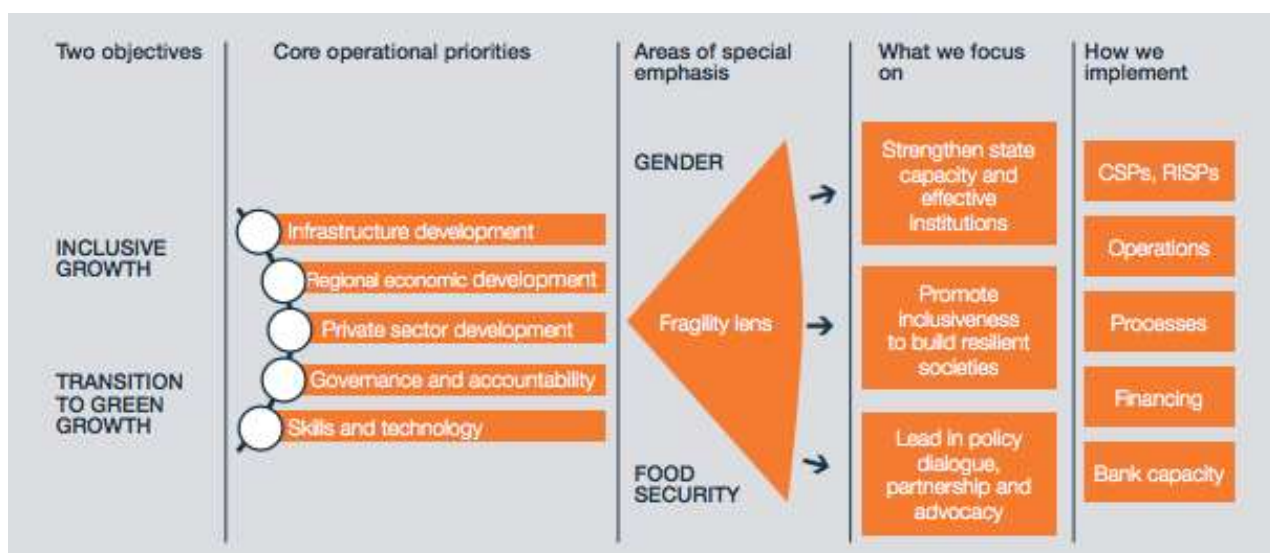 Two objectives
Core operational priorities
Areas of special
emphasis
What we focus
on
How we
implement
INCLUSIVE
GROWTH
TRANSITION
TO GREEN
GROWTH
Infrastructure development
Regional economic development
Private sector development
Governance and accountability
Skills and technology
GENDER
Fragility lens
FOOD
SECURITY
Strengthen state
capacity and
effective
Institutions
Promote
inclusiveness
to build resilient
societies
Lead in policy
dialogue,
partnership and
advocacy
CSPs, RISPs
Operations
Processes
Financing
Bank capacity